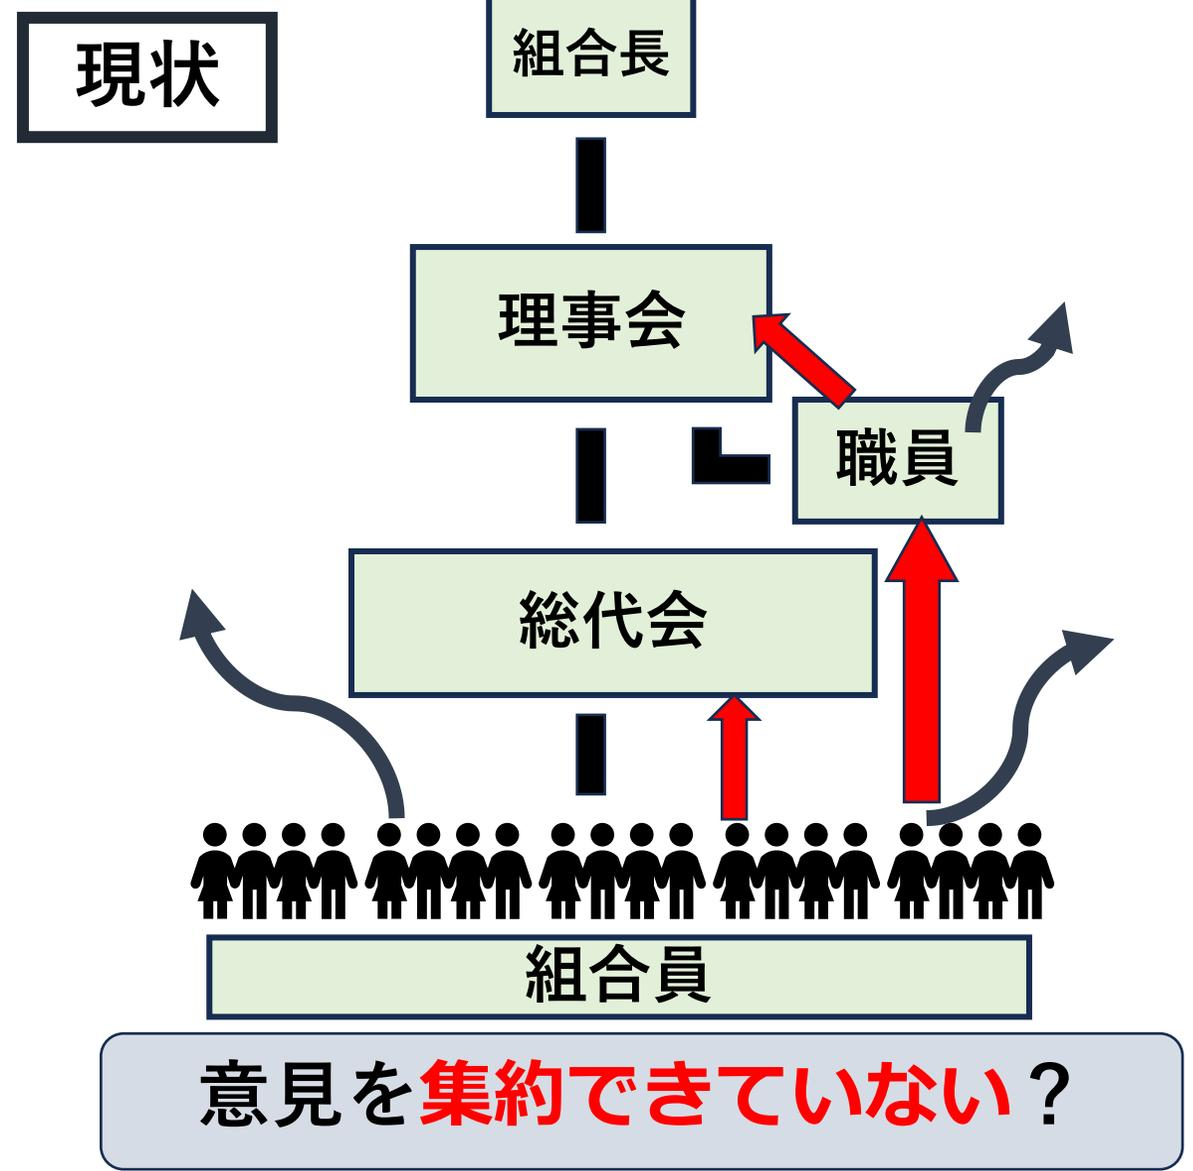 現状
組合長
理事会
職員
総代会
組合員
意見を集約できていない？